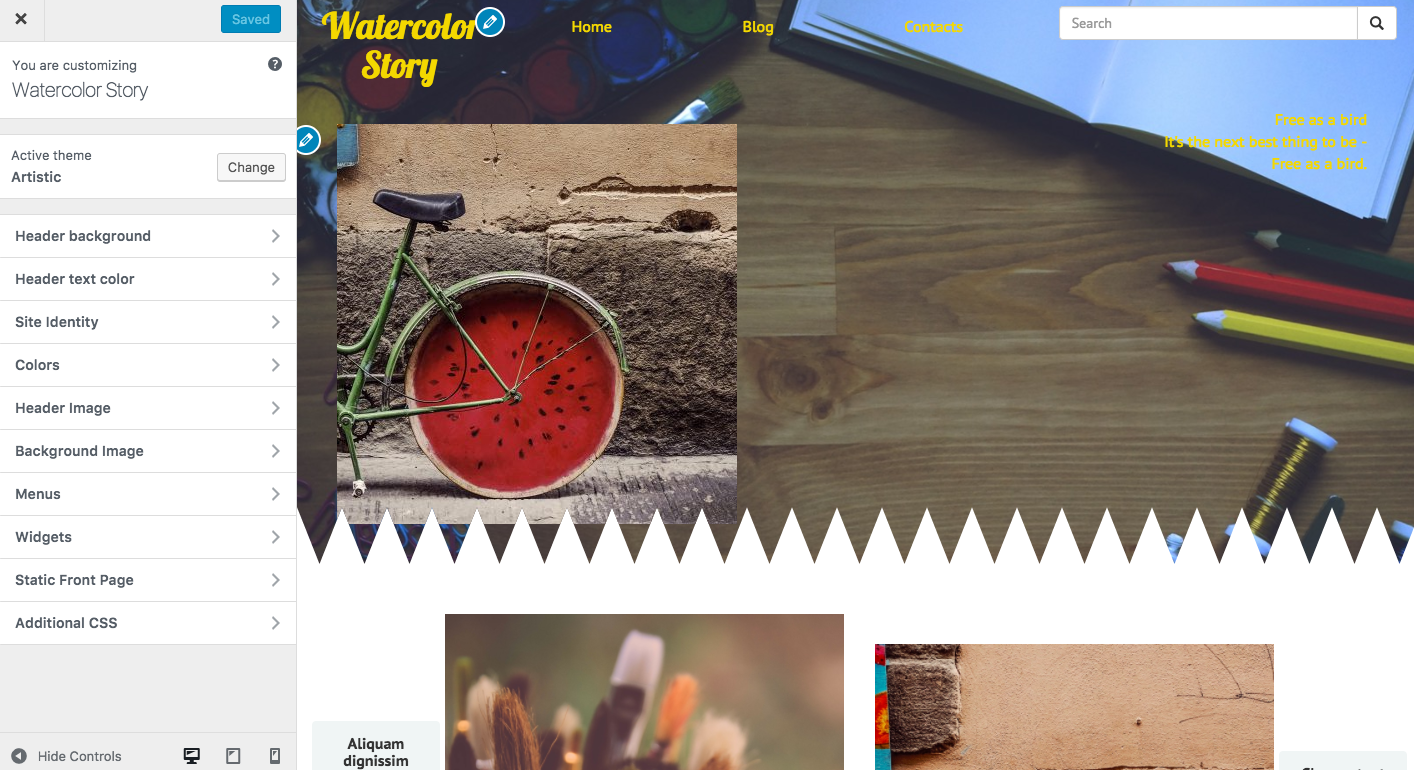 Saved
You are customizing
Watercolor Story
Active theme
Artistic
Change
Header background
Header text color
Site Identity
Colors
Header Image
Background Image
Menus
Widgets
Static Front Page
Additional CSS
Hide Controls
Watercolor
Story
Home
Blog
Contacts
Search
Free as a bird
It's the next best thing to be -
Free as a bird.
Aliquam
dignissim